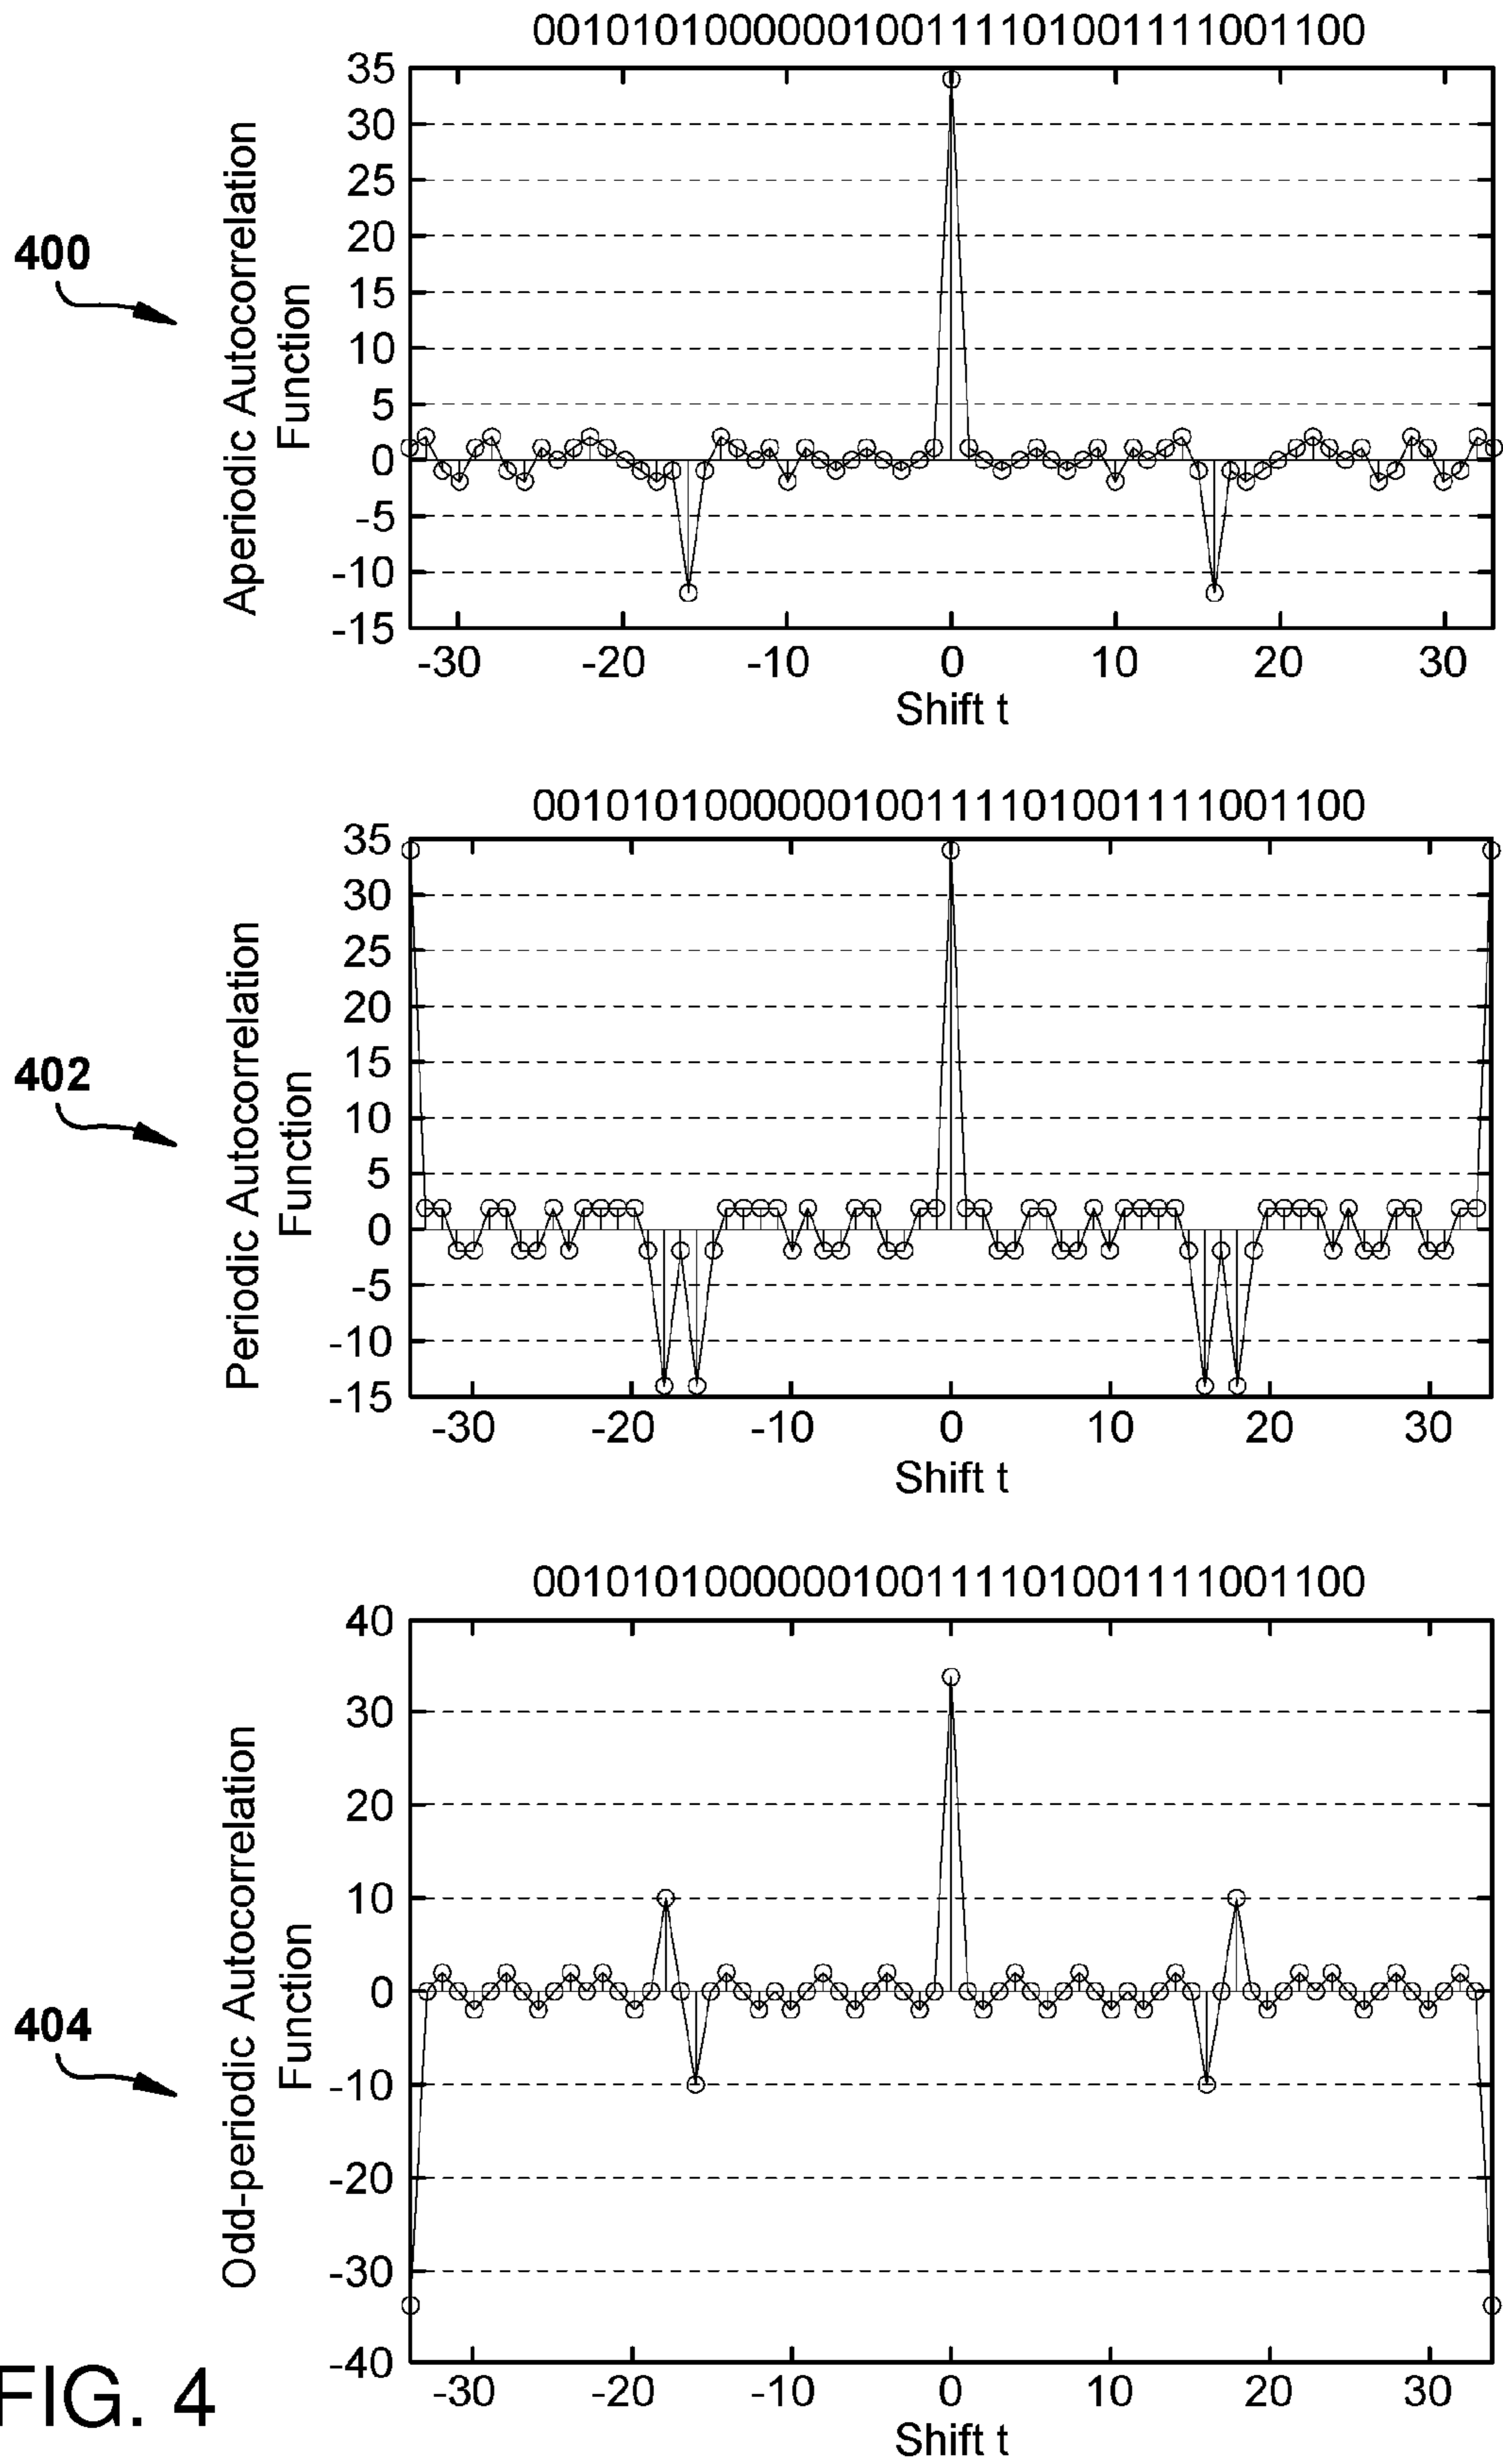 0010101000000100111101001111001100
35
30
25
20
15
10
5
0
-5
-10
-15
Aperiodic Autocorrelation
Function
400
-30 -20 -10 0 10 20 30
Shift t
0010101000000100111101001111001100
35
30
25
20
15
10
5
0
-5
-10
-15
Periodic Autocorrelation
Function
402
-30 -20 -10 0 10 20 30
Shift t
0010101000000100111101001111001100
40
30
20
10
0
-10
-20
-30
-40
Odd-periodic Autocorrelation
Function
404
-30 -20 -10 0 10 20 30
Shift t
FIG. 4